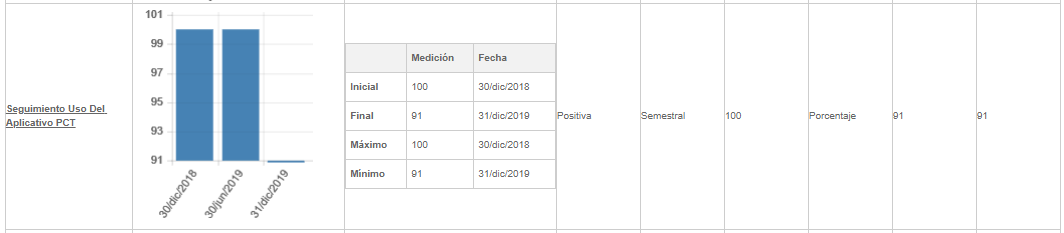 Seguimiento Uso Del
Aplicativo PCT
101
99
97
95
93
91
30/dic/2018
30/jun/2019
31/dic/2019
Medición Fecha
Inicial 100 30/dic/2018
Final 91 31/dic/2019
Máximo 100 30/dic/2018
Mínimo 91 31/dic/2019
Positiva Semestral 100 Porcentaje 91 91